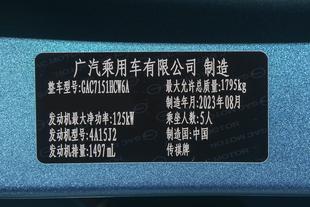 广汽乘用车有限公司 制造
整车型号:GAC7151HCW6A 最大允许总质量:1795kg
制造年月:2023年08月
发动机最大净功率:125kW 乘坐人数:5人
发动机型号:4A15J2 制造国:中国
发动机排量:1497mL 传祺牌